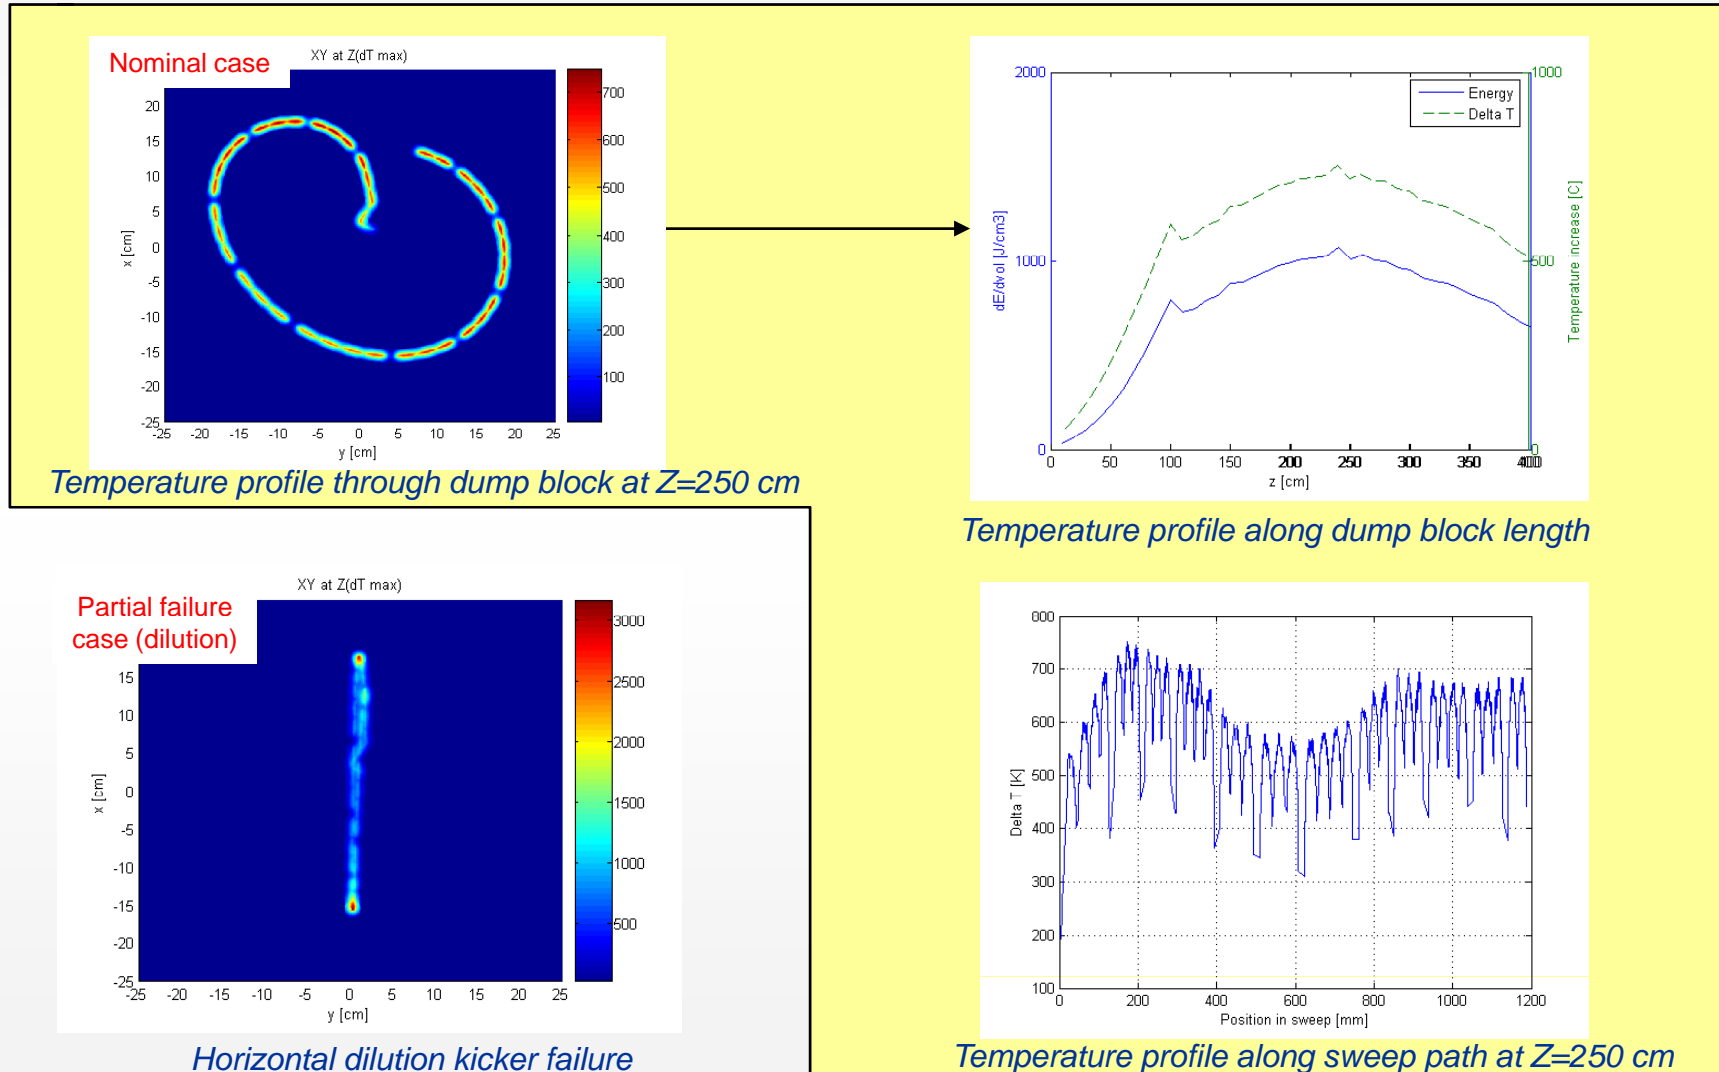 Nominal case
XY at Z(dT max)
20
15
10
5
0
-5
-10
-15
-20
-25
-25 -20 -15 -10 -5 0 5 10 15 20 25
x [cm]
y [cm]
700
600
500
400
300
200
100
Temperature profile through dump block at Z=250 cm
2000
1000
0
dE/dvol [J/cm3]
Energy
Delta T
1000
500
0
Temperature increase [C]
0 50 100 150 200 250 300 350 400
z [cm]
Temperature profile along dump block length
Partial failure
case (dilution)
XY at Z(dT max)
15
10
5
0
-5
-10
-15
-20
-25
-25 -20 -15 -10 -5 0 5 10 15 20 25
x [cm]
y [cm]
3000
2500
2000
1500
1000
500
Horizontal dilution kicker failure
800
700
600
500
400
300
200
100
Delta T [K]
0 200 400 600 800 1000 1200
Position in sweep [mm]
Temperature profile along sweep path at Z=250 cm